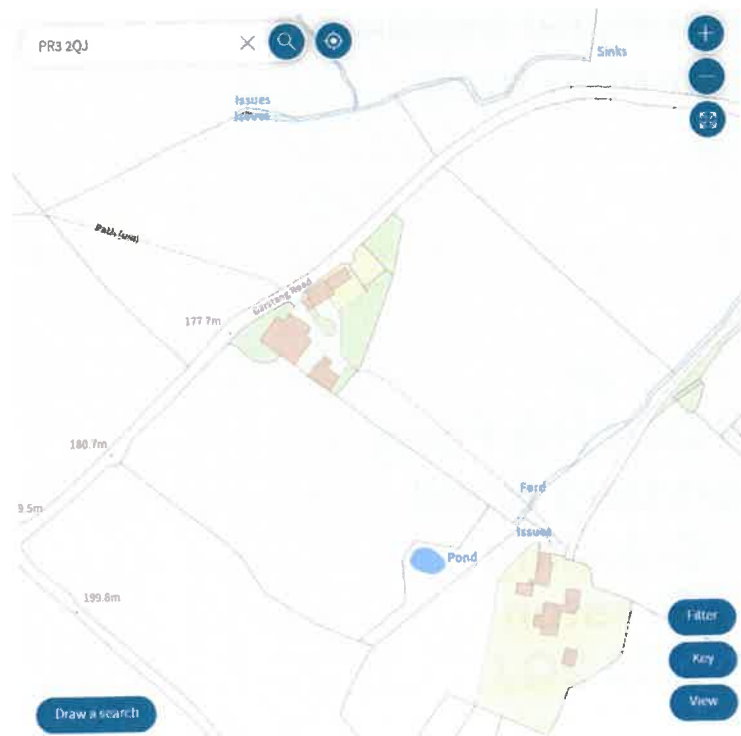 PR3 2QJ
Sinks
Issues
Issues
Path (um)
Garstang Road
177.7m
180.7m
9.5m
Ford
Issues
Pond
199.8m
Filter
Key
View
Draw a search